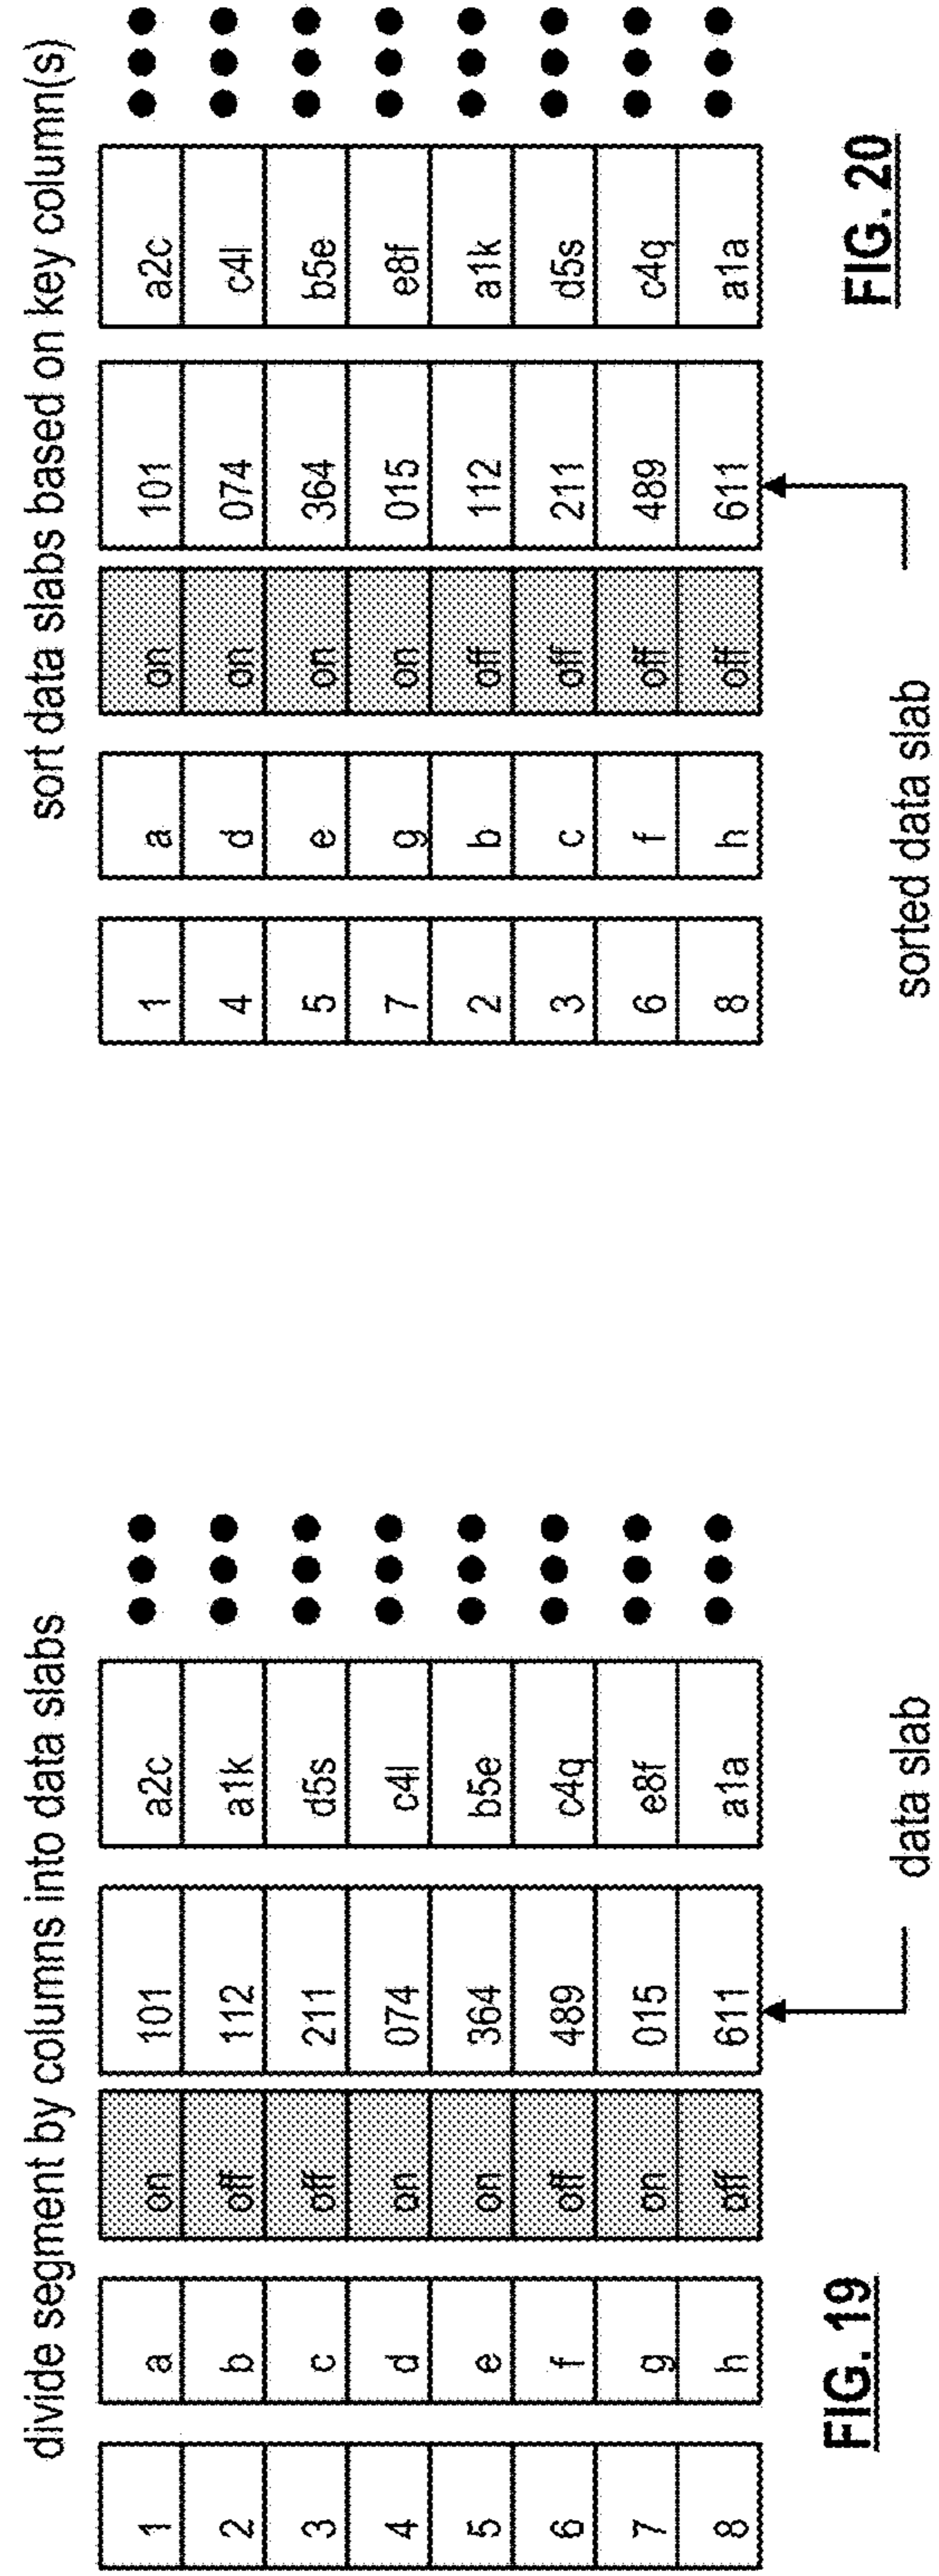 divide segment by columns into data slabs
1 a on 101 a2c
2 b off 112 a1k
3 c off 211 d5s
4 d on 074 c4l
5 e on 364 b5e
6 f off 489 c4q
7 g on 015 e8f
8 h off 611 a1a
data slab
FIG. 19
sort data slabs based on key column(s)
1 a on 101 a2c
4 d on 074 c4l
5 e on 364 b5e
7 g on 015 e8f
2 b off 112 a1k
3 c off 211 d5s
6 f off 489 c4q
8 h off 611 a1a
sorted data slab
FIG. 20